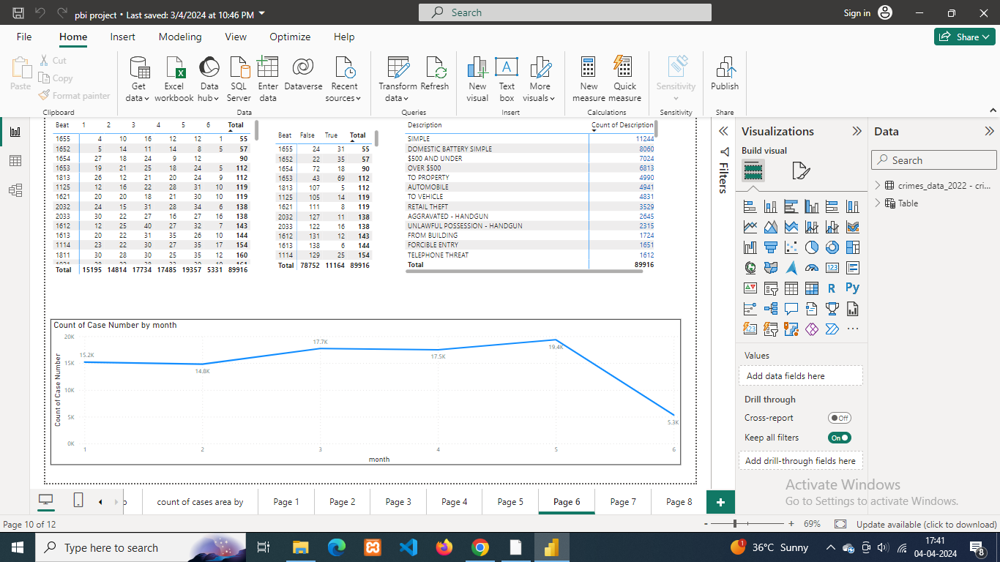 pbi project • Last saved: 3/4/2024 at 10:46 PM
Search
Sign in
File Home Insert Modeling View Optimize Help
Share
Paste
Cut
Copy
Format painter
Clipboard
Get data
Excel workbook
Data hub
SQL Server
Enter data
Dataverse
Recent sources
Data
Transform data
Refresh
Queries
New visual
Text box
More visuals
Insert
New measure
Quick measure
Calculations
Sensitivity
Sensitivity
Publish
Share
Beat 1 2 3 4 5 6 Total
1655 4 10 16 12 12 1 55
1652 5 14 11 14 8 5 57
1654 27 18 24 9 12 90
1653 19 21 25 18 24 5 112
1813 26 12 21 20 24 9 112
1125 12 16 22 28 31 10 119
1621 20 20 18 21 30 10 119
2032 24 15 31 28 34 6 138
2033 30 22 27 16 27 16 138
1612 12 25 40 27 32 7 143
1613 20 22 31 35 26 10 144
1114 23 22 30 27 35 17 154
1811 30 28 30 25 35 12 160
Total 15195 14814 17734 17485 19357 5331 89916
Beat False True Total
1655 24 31 55
1652 22 35 57
1654 72 18 90
1653 43 69 112
1813 107 5 112
1125 105 14 119
1621 111 8 119
2032 127 11 138
2033 122 16 138
1612 131 12 143
1613 138 6 144
1114 129 25 154
Total 78752 11164 89916
Description Count of Description
SIMPLE 11244
DOMESTIC BATTERY SIMPLE 8060
$500 AND UNDER 7024
OVER $500 6813
TO PROPERTY 4990
AUTOMOBILE 4941
TO VEHICLE 4831
RETAIL THEFT 3529
AGGRAVATED - HANDGUN 2645
UNLAWFUL POSSESSION - HANDGUN 2315
FROM BUILDING 1724
FORCIBLE ENTRY 1651
TELEPHONE THREAT 1612
Total 89916
Count of Case Number by month
Count of Case Number
20K
15K
10K
5K
0K
15.2K
14.8K
17.7K
17.5K
19.4K
5.3K
1 2 3 4 5 6
month
Filters
Visualizations
Build visual
R
Py
123
123
Values
Add data fields here
Drill through
Cross-report
Off
Keep all filters
On
Add drill-through fields here
Data
Search
crimes_data_2022 - cri...
Table
Activate Windows
Go to Settings to activate Windows.
count of cases area by
Page 1
Page 2
Page 3
Page 4
Page 5
Page 6
Page 7
Page 8
Page 10 of 12
69%
Update available (click to download)
Type here to search
1
36°C Sunny
17:41
04-04-2024
8